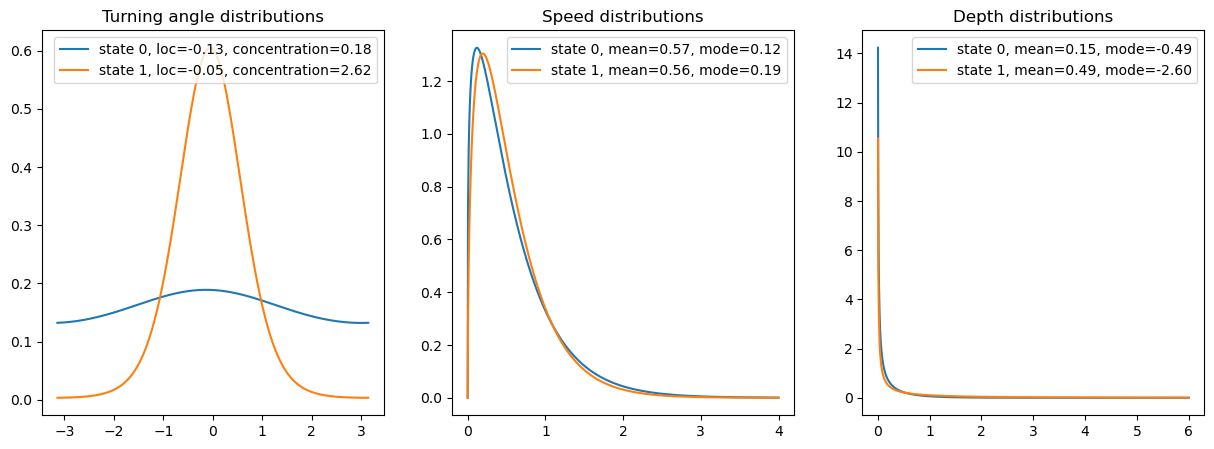 Turning angle distributions
state 0, loc=-0.13, concentration=0.18
state 1, loc=-0.05, concentration=2.62
0.6
0.5
0.4
0.3
0.2
0.1
0.0
−3 −2 −1 0 1 2 3
Speed distributions
state 0, mean=0.57, mode=0.12
state 1, mean=0.56, mode=0.19
1.2
1.0
0.8
0.6
0.4
0.2
0.0
0 1 2 3 4
Depth distributions
state 0, mean=0.15, mode=-0.49
state 1, mean=0.49, mode=-2.60
14
12
10
8
6
4
2
0
0 1 2 3 4 5 6